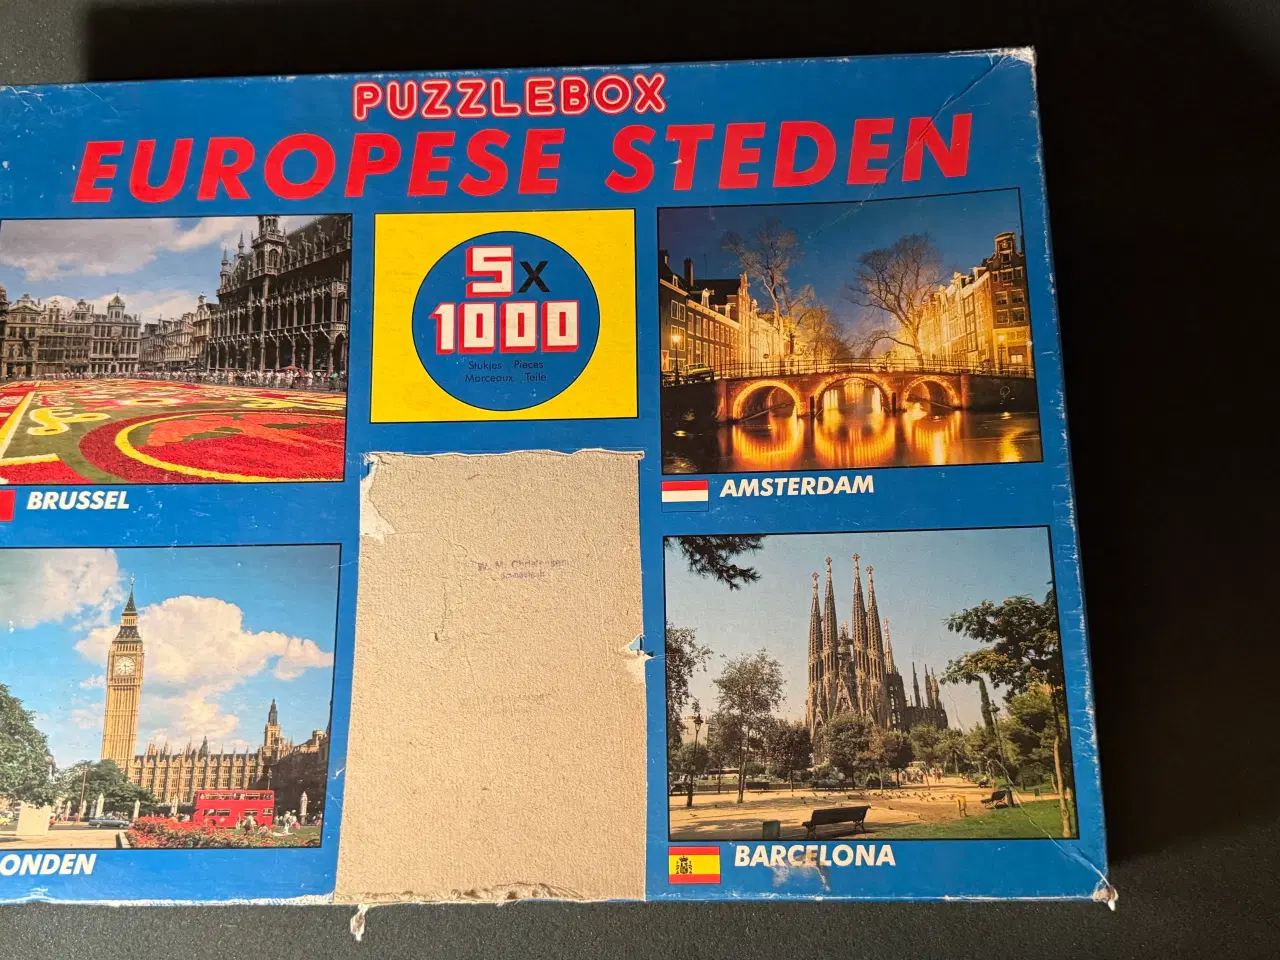 PUZZLEBOX
EUROPESE STEDEN
5x
1000
Stukjes Pieces
Morceaux Teile
BRUSSEL
AMSTERDAM
ONDEN
BARCELONA